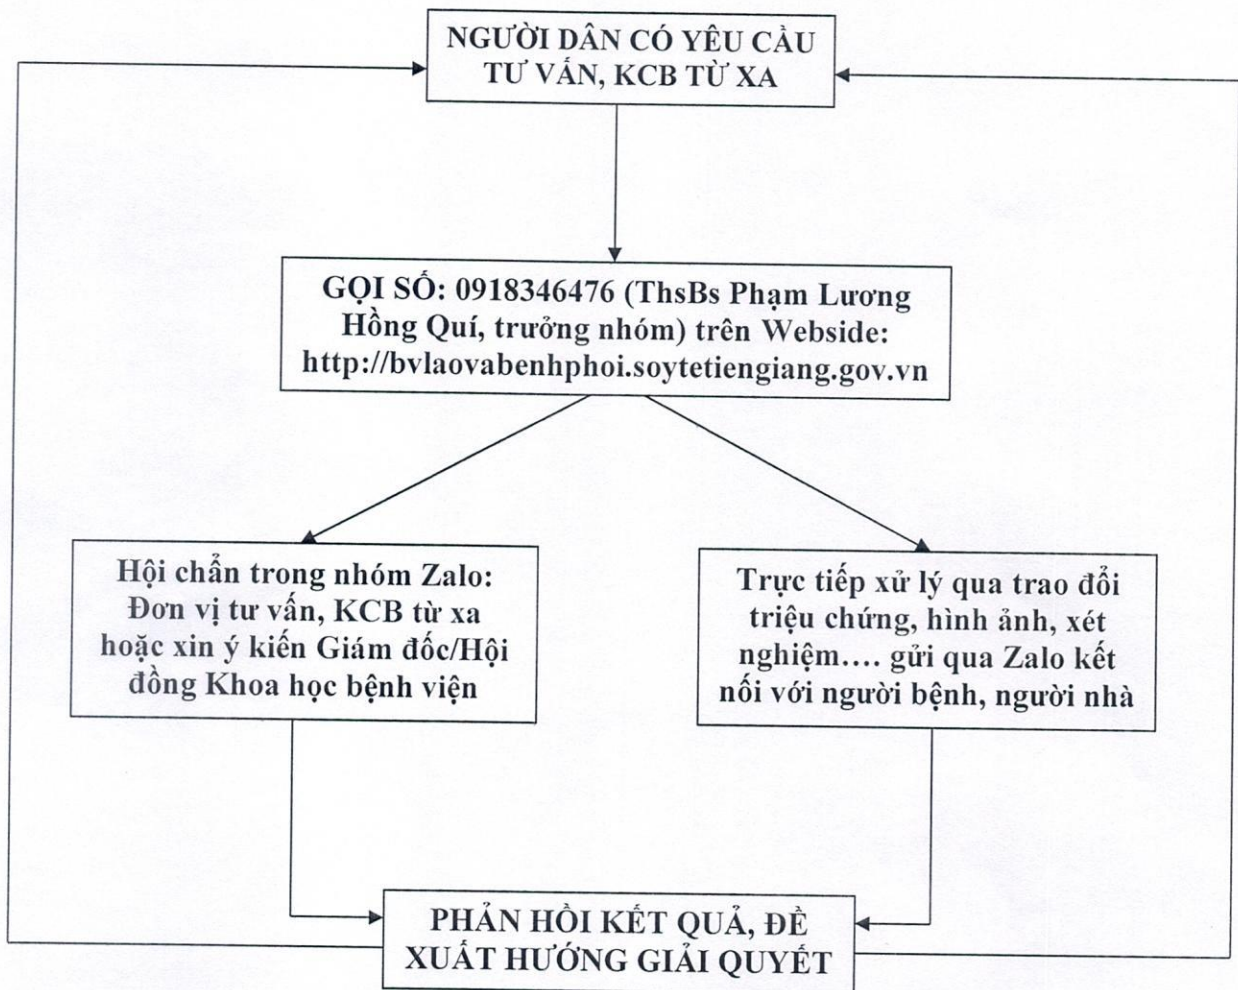 NGƯỜI DÂN CÓ YÊU CẦU
TƯ VẤN, KCB TỪ XA
GỌI SỐ: 0918346476 (ThsBs Phạm Lương
Hồng Quí, trưởng nhóm) trên Webside:
http://bvlaovabenhphoi.soytetiengiang.gov.vn
Hội chẩn trong nhóm Zalo:
Đơn vị tư vấn, KCB từ xa
hoặc xin ý kiến Giám đốc/Hội
đồng Khoa học bệnh viện
Trực tiếp xử lý qua trao đổi
triệu chứng, hình ảnh, xét
nghiệm.... gửi qua Zalo kết
nối với người bệnh, người nhà
PHẢN HỒI KẾT QUẢ, ĐỀ
XUẤT HƯỚNG GIẢI QUYẾT